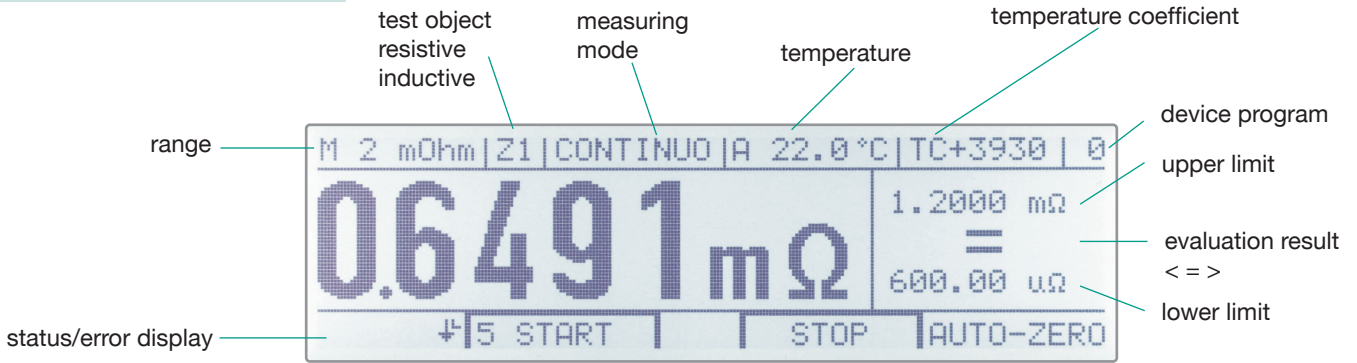 test object
resistive
inductive
measuring
mode
temperature
temperature coefficient
range
device program
upper limit
evaluation result
< = >
lower limit
status/error display
M 2 mOhm|Z1|CONTINUO|A 22.0°C|TC+3930 | 0
0.6491 mΩ
1.2000 mΩ
=
600.00 uΩ
5 START STOP AUTO-ZERO